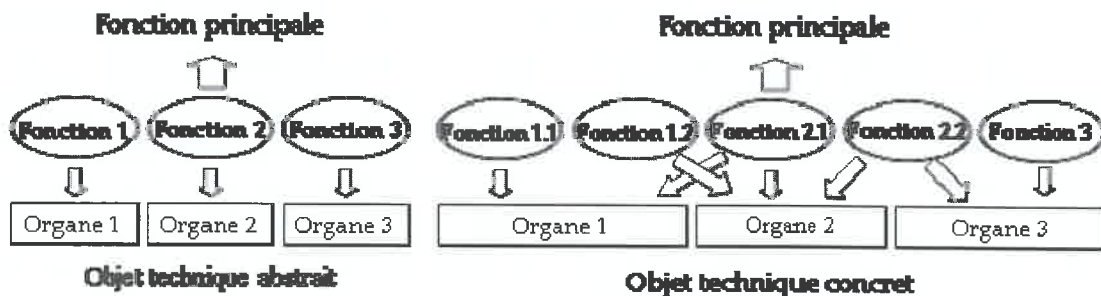 Fonction principale Fonction principale
Fonction 1 Fonction 2 Fonction 3 Fonction 1.1 Fonction 1.2 Fonction 2.1 Fonction 2.2 Fonction 3
Organe 1 Organe 2 Organe 3 Organe 1 Organe 2 Organe 3
Objet technique abstrait Objet technique concret